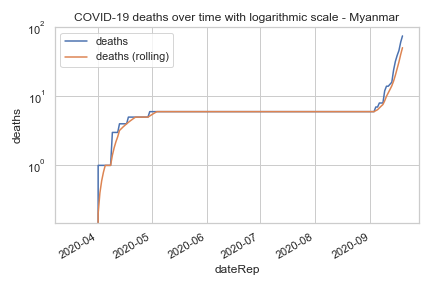 COVID-19 deaths over time with logarithmic scale - Myanmar
deaths
deaths (rolling)
10²
10¹
10⁰
deaths
2020-04
2020-05
2020-06
2020-07
2020-08
2020-09
dateRep